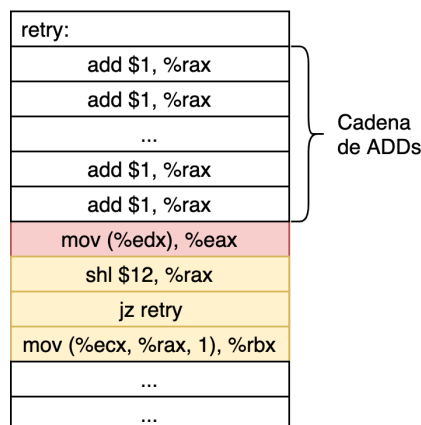 retry:
add $1, %rax
add $1, %rax
...
add $1, %rax
add $1, %rax
Cadena
de ADDs
mov (%edx), %eax
shl $12, %rax
jz retry
mov (%ecx, %rax, 1), %rbx
...
...